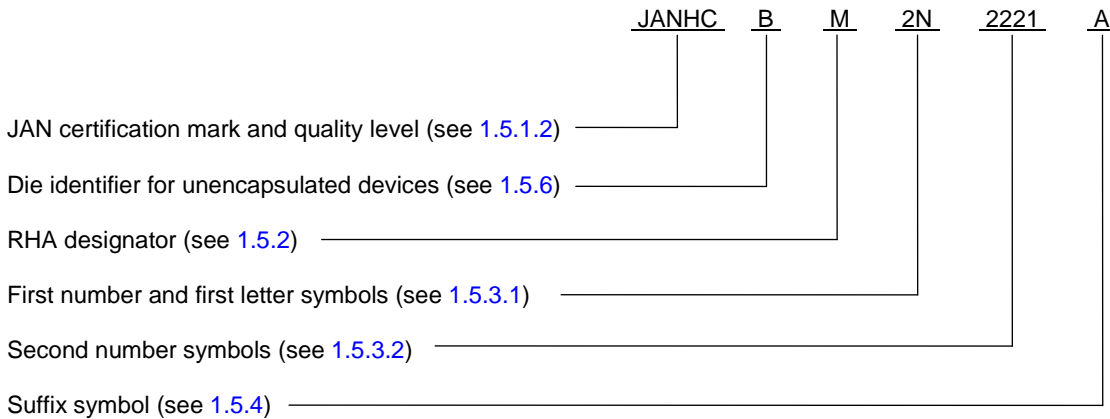 JANHC B M 2N 2221 A
JAN certification mark and quality level (see 1.5.1.2)
Die identifier for unencapsulated devices (see 1.5.6)
RHA designator (see 1.5.2)
First number and first letter symbols (see 1.5.3.1)
Second number symbols (see 1.5.3.2)
Suffix symbol (see 1.5.4)